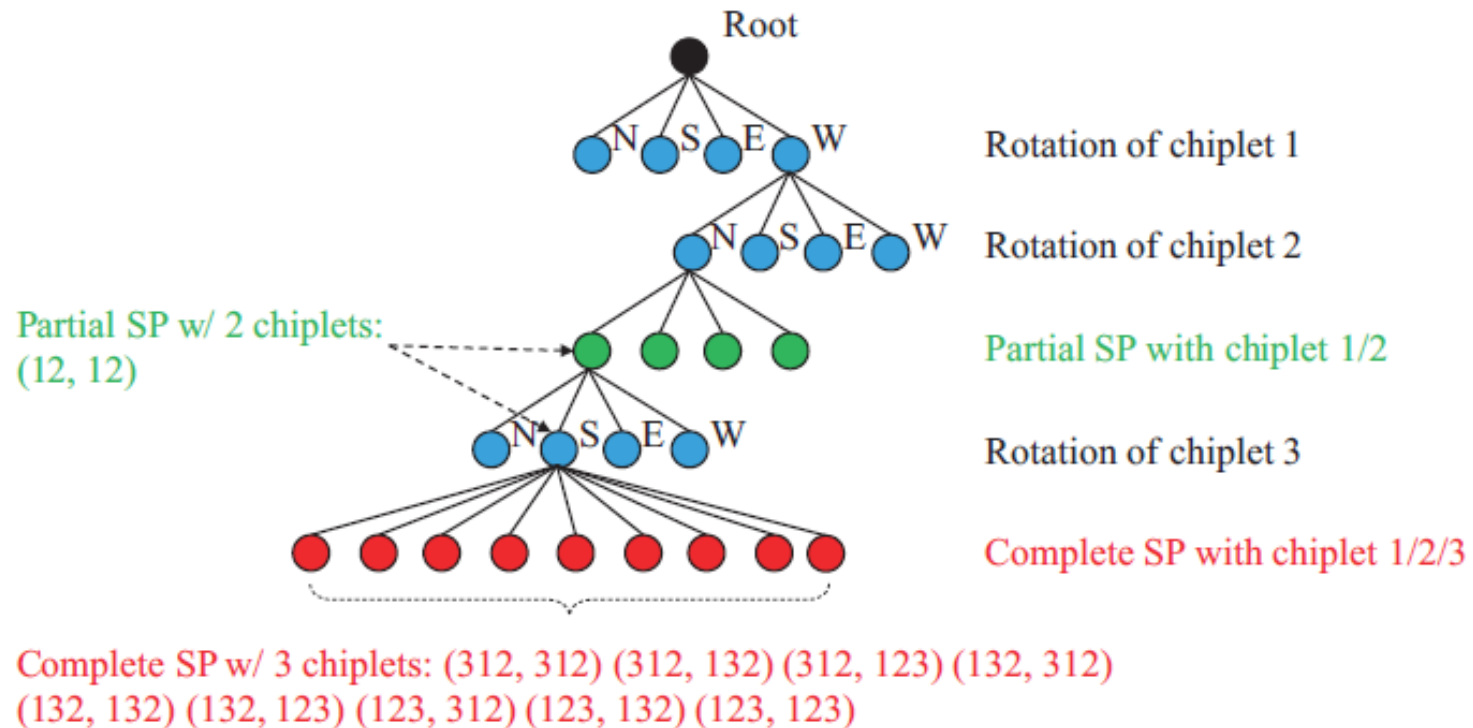 Root
N S E W
Rotation of chiplet 1
N S E W
Rotation of chiplet 2
Partial SP w/ 2 chiplets:
(12, 12)
Partial SP with chiplet 1/2
N S E W
Rotation of chiplet 3
Complete SP with chiplet 1/2/3
Complete SP w/ 3 chiplets: (312, 312) (312, 132) (312, 123) (132, 312)
(132, 132) (132, 123) (123, 312) (123, 132) (123, 123)